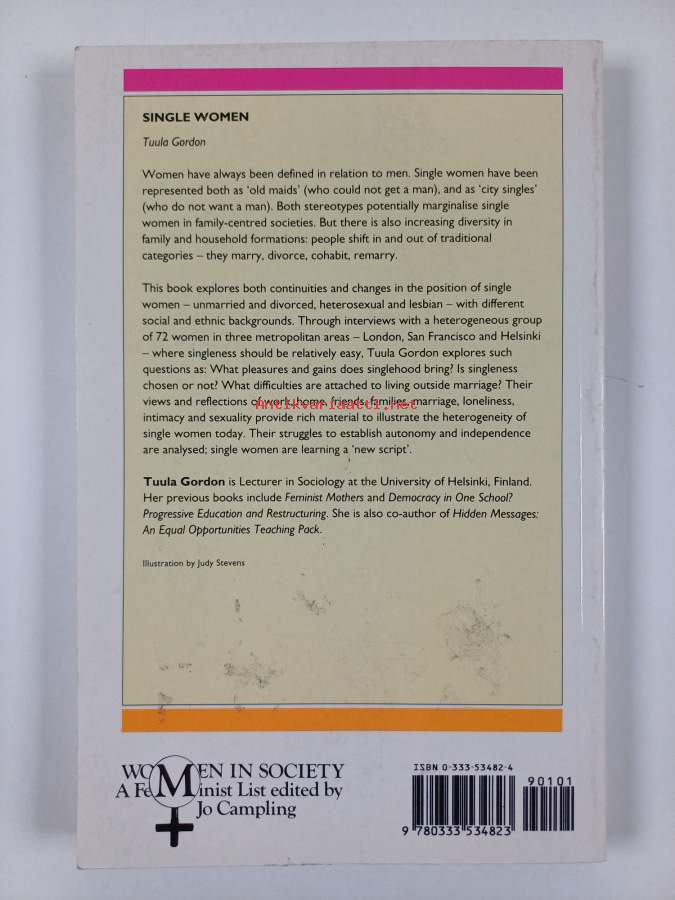 SINGLE WOMEN
Tuula Gordon
Women have always been defined in relation to men. Single women have been
represented both as ‘old maids’ (who could not get a man), and as ‘city singles’
(who do not want a man). Both stereotypes potentially marginalise single
women in family-centred societies. But there is also increasing diversity in
family and household formations: people shift in and out of traditional
categories – they marry, divorce, cohabit, remarry.
This book explores both continuities and changes in the position of single
women – unmarried and divorced, heterosexual and lesbian – with different
social and ethnic backgrounds. Through interviews with a heterogeneous group
of 72 women in three metropolitan areas – London, San Francisco and Helsinki
– where singleness should be relatively easy, Tuula Gordon explores such
questions as: What pleasures and gains does singlehood bring? Is singleness
chosen or not? What difficulties are attached to living outside marriage? Their
views and reflections of work, home, friends, families, marriage, loneliness,
Antikvariaatti.net
intimacy and sexuality provide rich material to illustrate the heterogeneity of
single women today. Their struggles to establish autonomy and independence
are analysed; single women are learning a ‘new script’.
Tuula Gordon is Lecturer in Sociology at the University of Helsinki, Finland.
Her previous books include Feminist Mothers and Democracy in One School?
Progressive Education and Restructuring. She is also co-author of Hidden Messages:
An Equal Opportunities Teaching Pack.
Illustration by Judy Stevens
WOMEN IN SOCIETY
A Feminist List edited by
Jo Campling
ISBN 0-333-53482-4
90101
9 780333 534823